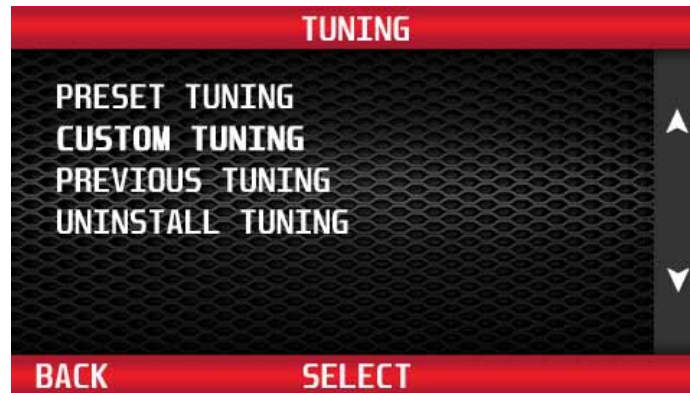 TUNING
PRESET TUNING
CUSTOM TUNING
PREVIOUS TUNING
UNINSTALL TUNING
BACK SELECT